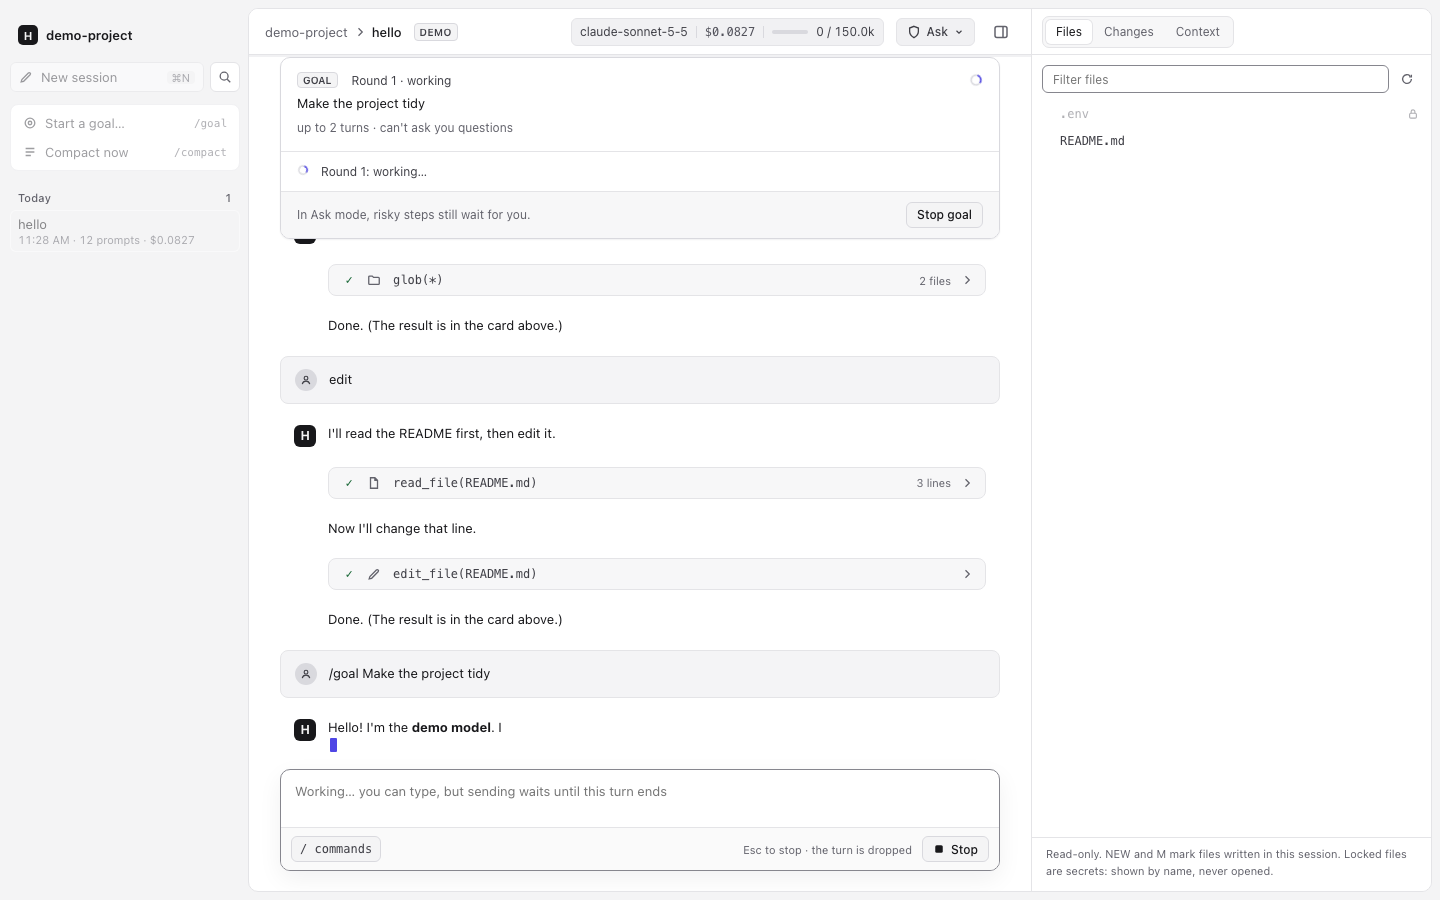 H demo-project
New session ⌘N
Start a goal... /goal
Compact now /compact
Today 1
hello
11:28 AM · 12 prompts · $0.0827
demo-project > hello DEMO
claude-sonnet-5-5 $0.0827 0 / 150.0k
Ask
GOAL Round 1 · working
Make the project tidy
up to 2 turns · can't ask you questions
Round 1: working...
In Ask mode, risky steps still wait for you. Stop goal
✓ glob(*) 2 files
Done. (The result is in the card above.)
edit
H I'll read the README first, then edit it.
✓ read_file(README.md) 3 lines
Now I'll change that line.
✓ edit_file(README.md)
Done. (The result is in the card above.)
/goal Make the project tidy
H Hello! I'm the demo model. I
Working... you can type, but sending waits until this turn ends
/ commands Esc to stop · the turn is dropped Stop
Files Changes Context
Filter files
.env
README.md
Read-only. NEW and M mark files written in this session. Locked files
are secrets: shown by name, never opened.